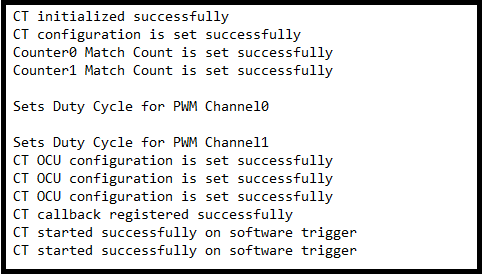 CT initialized successfully
CT configuration is set successfully
Counter0 Match Count is set successfully
Counter1 Match Count is set successfully
Sets Duty Cycle for PWM Channel0
Sets Duty Cycle for PWM Channel1
CT OCU configuration is set successfully
CT OCU configuration is set successfully
CT OCU configuration is set successfully
CT callback registered successfully
CT started successfully on software trigger
CT started successfully on software trigger